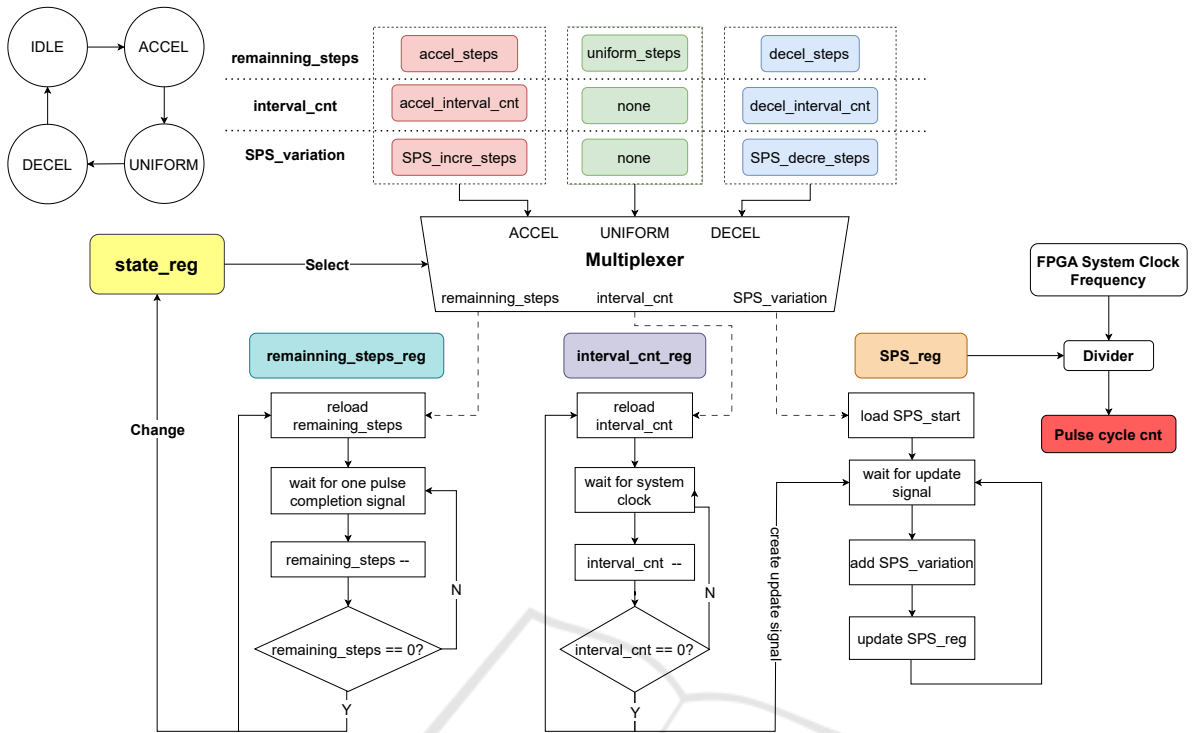 IDLE
ACCEL
DECEL
UNIFORM
remainning_steps
accel_steps
uniform_steps
decel_steps
interval_cnt
accel_interval_cnt
none
decel_interval_cnt
SPS_variation
SPS_incre_steps
none
SPS_decre_steps
ACCEL
UNIFORM
DECEL
Multiplexer
remainning_steps
interval_cnt
SPS_variation
state_reg
Select
FPGA System Clock
Frequency
Divider
Pulse cycle cnt
remainning_steps_reg
interval_cnt_reg
SPS_reg
Change
reload
remaining_steps
wait for one pulse
completion signal
remaining_steps --
N
remaining_steps == 0?
Y
reload
interval_cnt
wait for system
clock
interval_cnt --
N
interval_cnt == 0?
Y
create update signal
load SPS_start
wait for update
signal
add SPS_variation
update SPS_reg